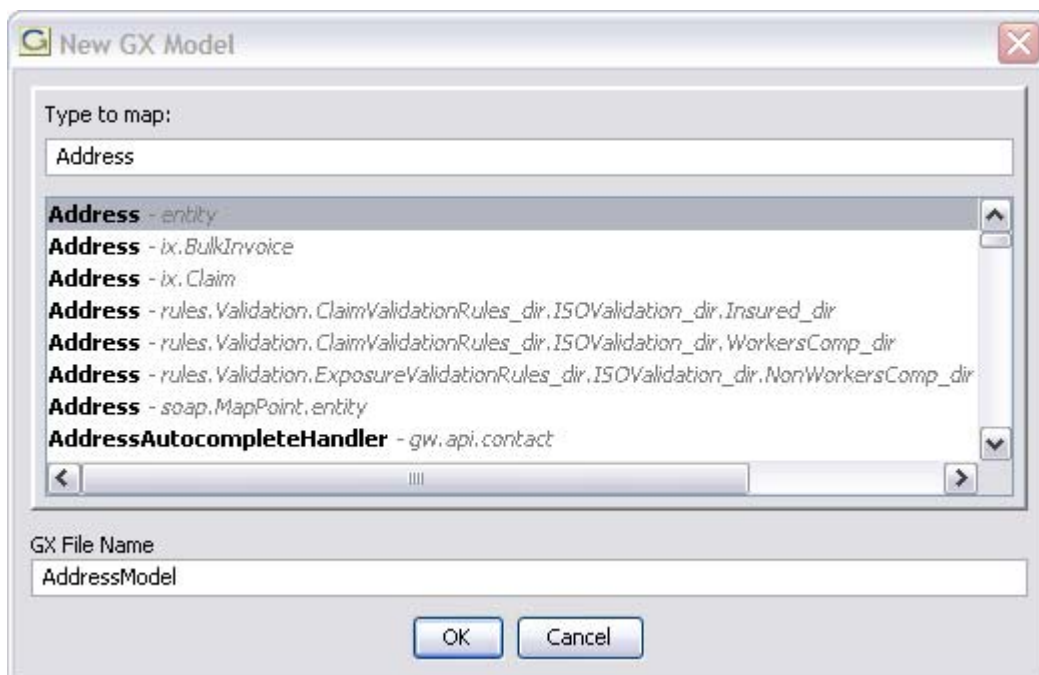 New GX Model
Type to map:
Address
Address - entity
Address - ix.BulkInvoice
Address - ix.Claim
Address - rules.Validation.ClaimValidationRules_dir.ISOValidation_dir.Insured_dir
Address - rules.Validation.ClaimValidationRules_dir.ISOValidation_dir.WorkersComp_dir
Address - rules.Validation.ExposureValidationRules_dir.ISOValidation_dir.NonWorkersComp_dir
Address - soap.MapPoint.entity
AddressAutocompleteHandler - gw.api.contact
GX File Name
AddressModel
OK Cancel